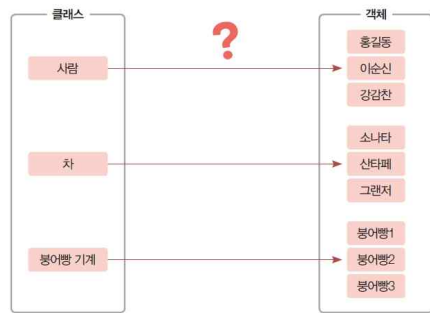 클래스
객체
?
홍길동
사람
이순신
강감찬
소나타
차
산타페
그랜저
붕어빵1
붕어빵 기계
붕어빵2
붕어빵3